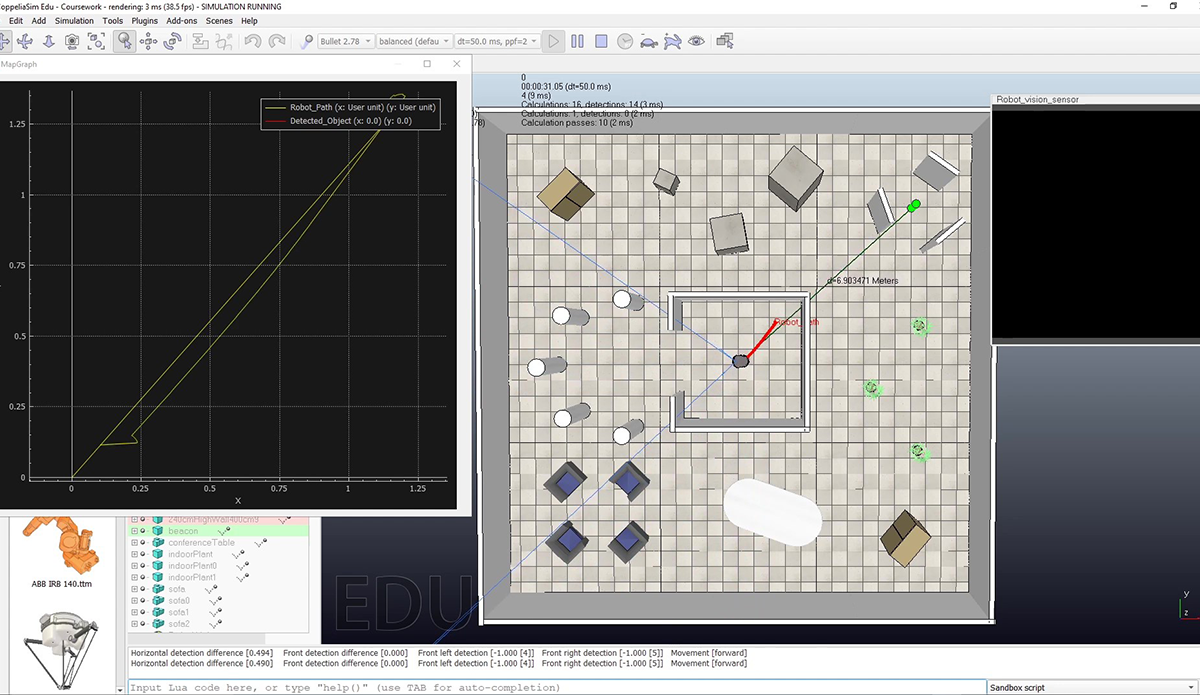 oppeliaSim Edu - Coursework - rendering: 3 ms (38.5 fps) - SIMULATION RUNNING
Edit Add Simulation Tools Plugins Add-ons Scenes Help
Bullet 2.78 balanced (defau dt=50.0 ms, ppf=2
MapGraph
0
00:00:31.05 (dt=50.0 ms)
4 (9 ms)
Calculations: 16, detections: 14 (3 ms)
Calculations: 1, detections: 0 (2 ms)
Calculation passes: 10 (2 ms)
78)
Robot_vision_sensor
Robot_Path (x: User unit) (y: User unit)
Detected_Object (x: 0.0) (y: 0.0)
1.25
1
0.75
0.5
0.25
0
0 0.25 0.5 0.75 1 1.25
X
d=6.903471 Meters
240cmHighWall400cm9
beacon
conferenceTable
indoorPlant
indoorPlant0
indoorPlant1
sofa
sofa0
sofa1
sofa2
ABB IRB 140.ttm
EDU
y
z
Horizontal detection difference [0.494] Front detection difference [0.000] Front left detection [-1.000 [4]] Front right detection [-1.000 [5]] Movement [forward]
Horizontal detection difference [0.490] Front detection difference [0.000] Front left detection [-1.000 [4]] Front right detection [-1.000 [5]] Movement [forward]
Input Lua code here, or type "help()" (use TAB for auto-completion)
Sandbox script